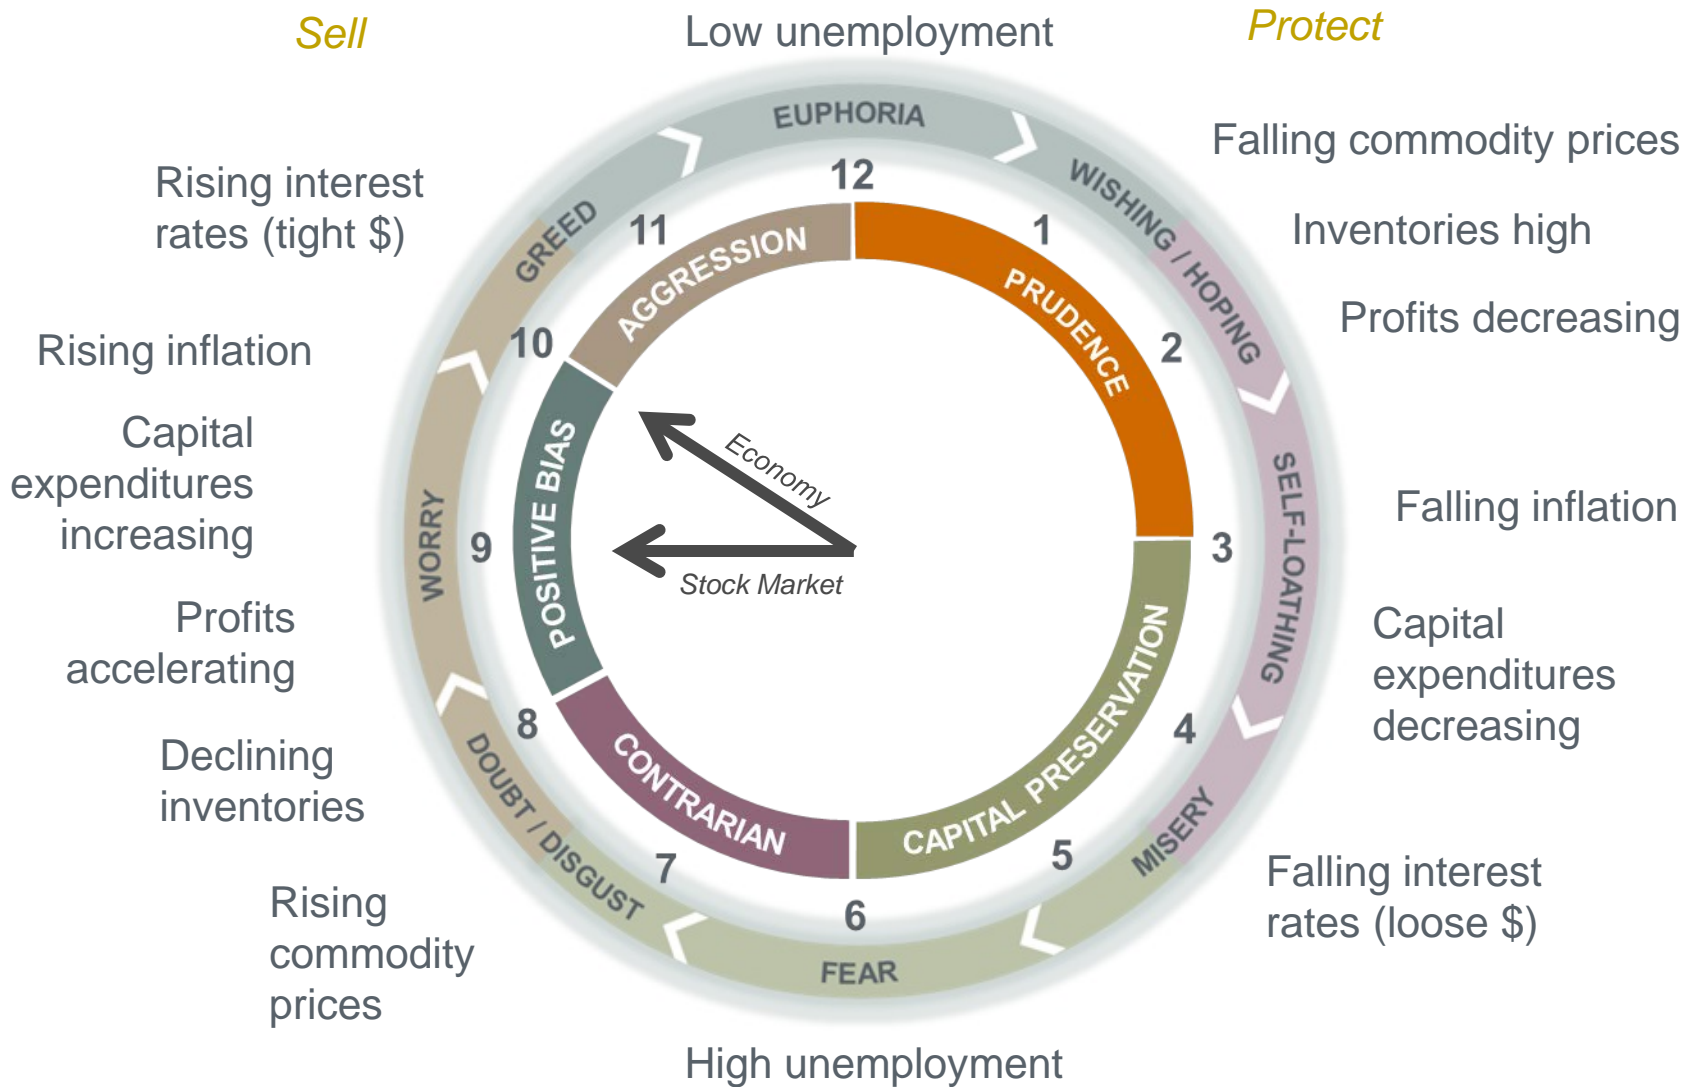 Sell
Low unemployment
Protect
EUPHORIA
WISHING / HOPING
SELF-LOATHING
MISERY
FEAR
DOUBT / DISGUST
WORRY
GREED
12
1
2
3
4
5
6
7
8
9
10
11
AGGRESSION
PRUDENCE
CAPITAL PRESERVATION
CONTRARIAN
POSITIVE BIAS
Economy
Stock Market
Falling commodity prices
Inventories high
Profits decreasing
Falling inflation
Capital
expenditures
decreasing
Falling interest
rates (loose $)
High unemployment
Rising
commodity
prices
Declining
inventories
Profits
accelerating
Capital
expenditures
increasing
Rising inflation
Rising interest
rates (tight $)